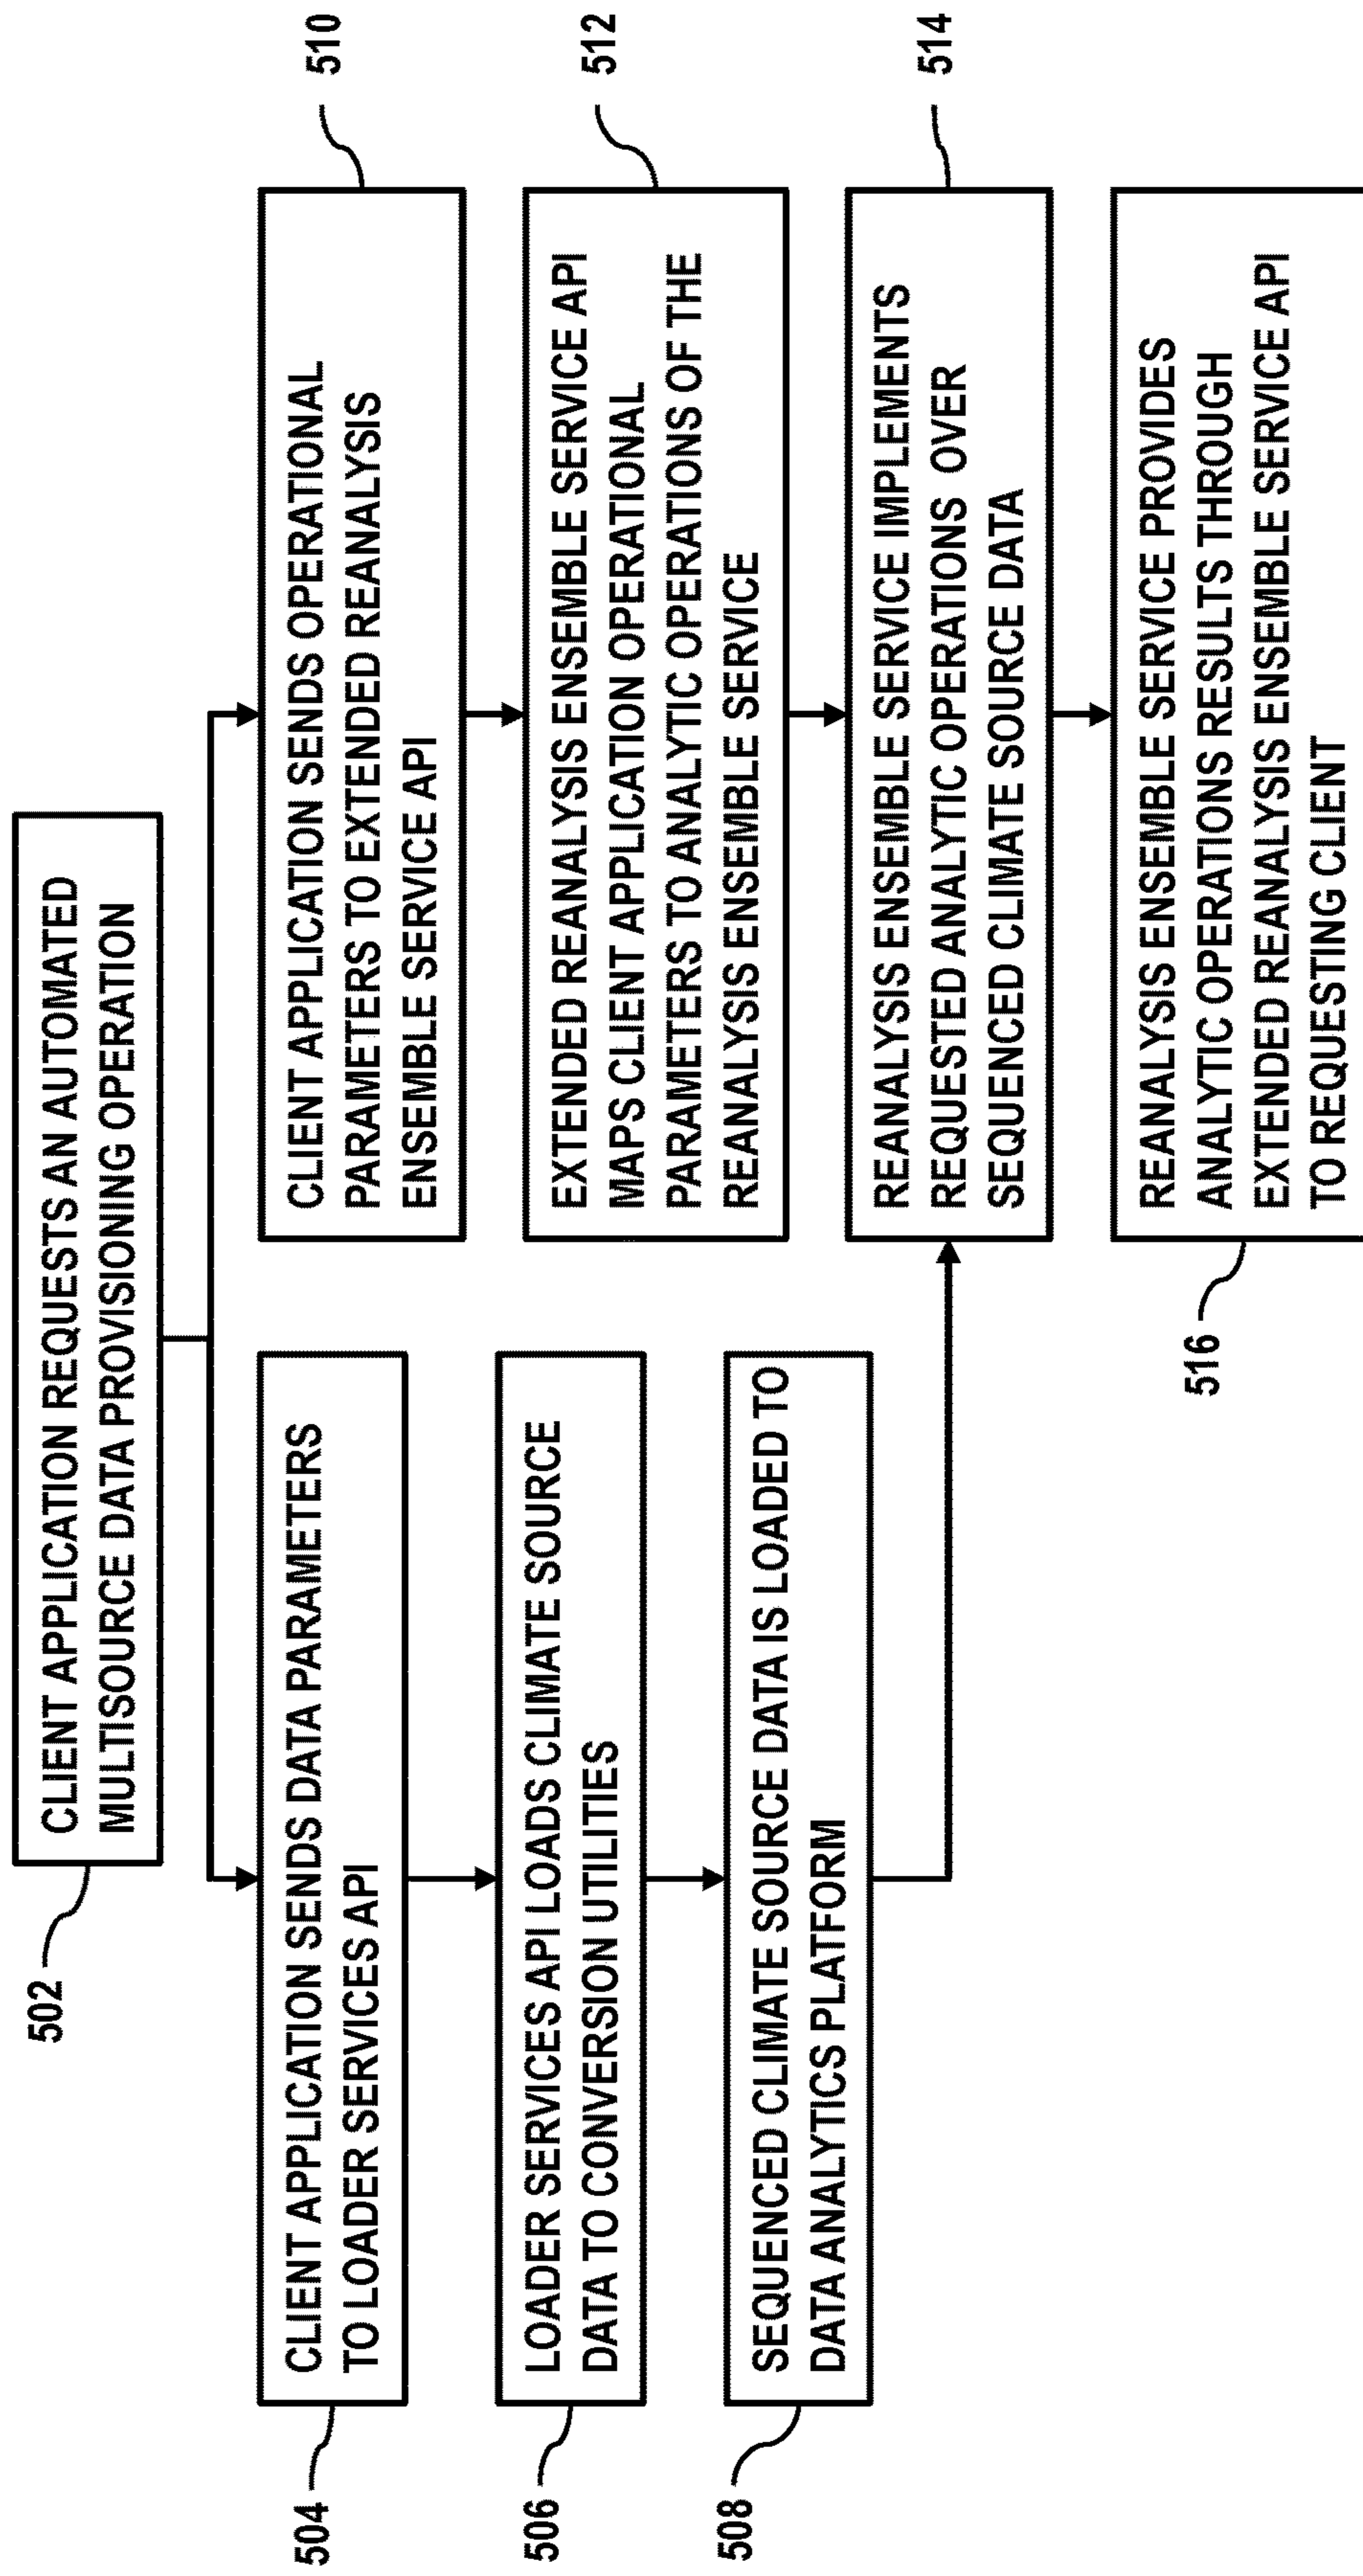 502
CLIENT APPLICATION REQUESTS AN AUTOMATED
MULTISOURCE DATA PROVISIONING OPERATION
504
CLIENT APPLICATION SENDS DATA PARAMETERS
TO LOADER SERVICES API
506
LOADER SERVICES API LOADS CLIMATE SOURCE
DATA TO CONVERSION UTILITIES
508
SEQUENCED CLIMATE SOURCE DATA IS LOADED TO
DATA ANALYTICS PLATFORM
510
CLIENT APPLICATION SENDS OPERATIONAL
PARAMETERS TO EXTENDED REANALYSIS
ENSEMBLE SERVICE API
512
EXTENDED REANALYSIS ENSEMBLE SERVICE API
MAPS CLIENT APPLICATION OPERATIONAL
PARAMETERS TO ANALYTIC OPERATIONS OF THE
REANALYSIS ENSEMBLE SERVICE
514
REANALYSIS ENSEMBLE SERVICE IMPLEMENTS
REQUESTED ANALYTIC OPERATIONS OVER
SEQUENCED CLIMATE SOURCE DATA
516
REANALYSIS ENSEMBLE SERVICE PROVIDES
ANALYTIC OPERATIONS RESULTS THROUGH
EXTENDED REANALYSIS ENSEMBLE SERVICE API
TO REQUESTING CLIENT